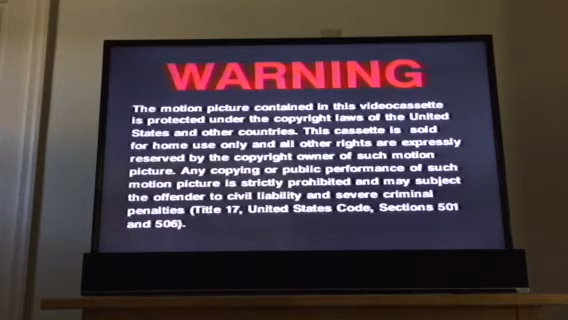 WARNING
The motion picture contained in this videocassette
is protected under the copyright laws of the United
States and other countries. This cassette is sold
for home use only and all other rights are expressly
reserved by the copyright owner of such motion
picture. Any copying or public performance of such
motion picture is strictly prohibited and may subject
the offender to civil liability and severe criminal
penalties (Title 17, United States Code, Sections 501
and 506).